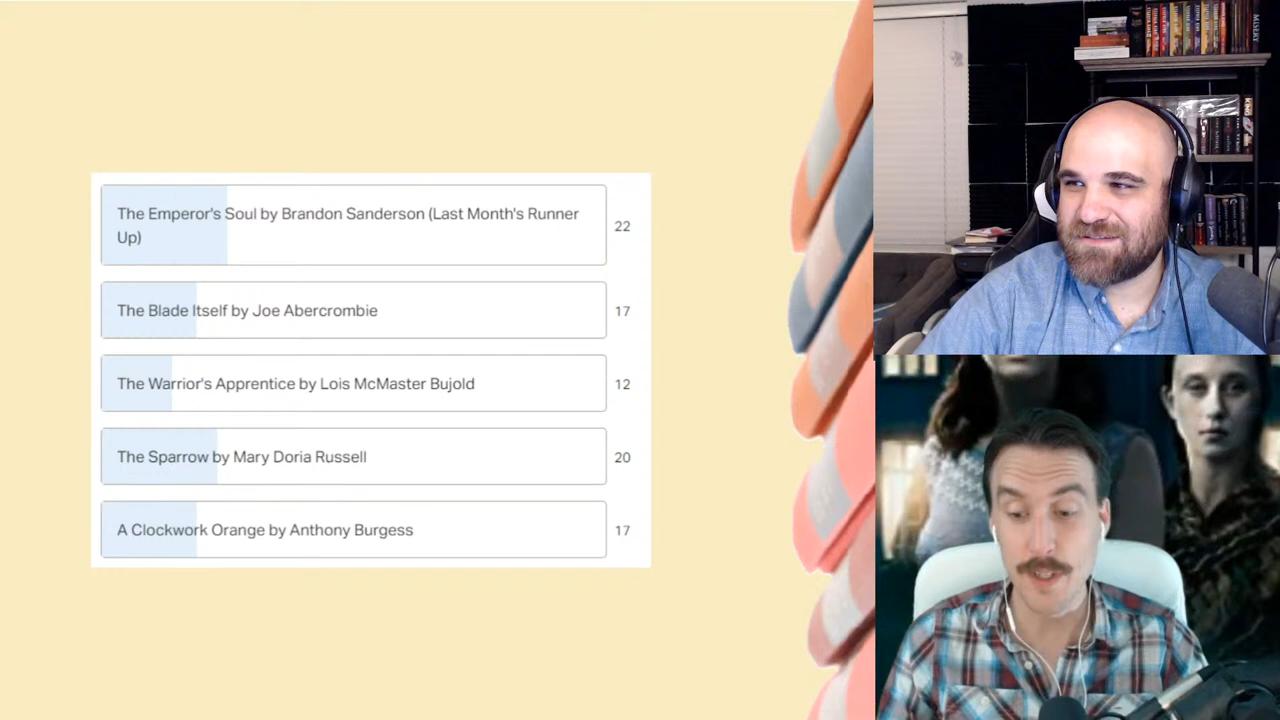 The Emperor's Soul by Brandon Sanderson (Last Month's Runner
Up)
22
The Blade Itself by Joe Abercrombie
17
The Warrior's Apprentice by Lois McMaster Bujold
12
The Sparrow by Mary Doria Russell
20
A Clockwork Orange by Anthony Burgess
17
MISERY
KING